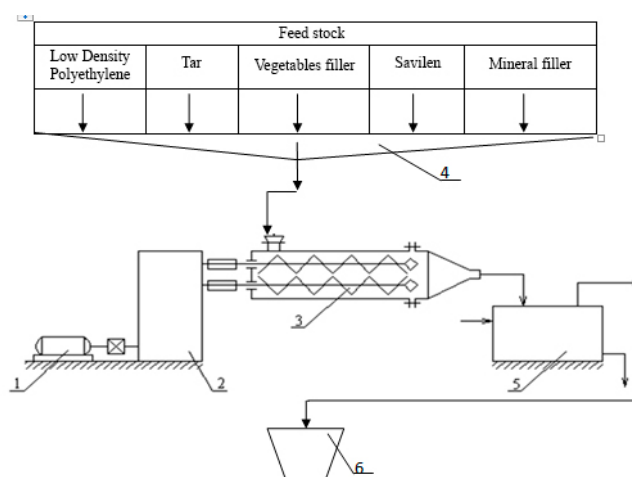 Feed stock
Low Density
Polyethylene
Tar
Vegetables filler
Savilen
Mineral filler
4
3
1
2
5
6